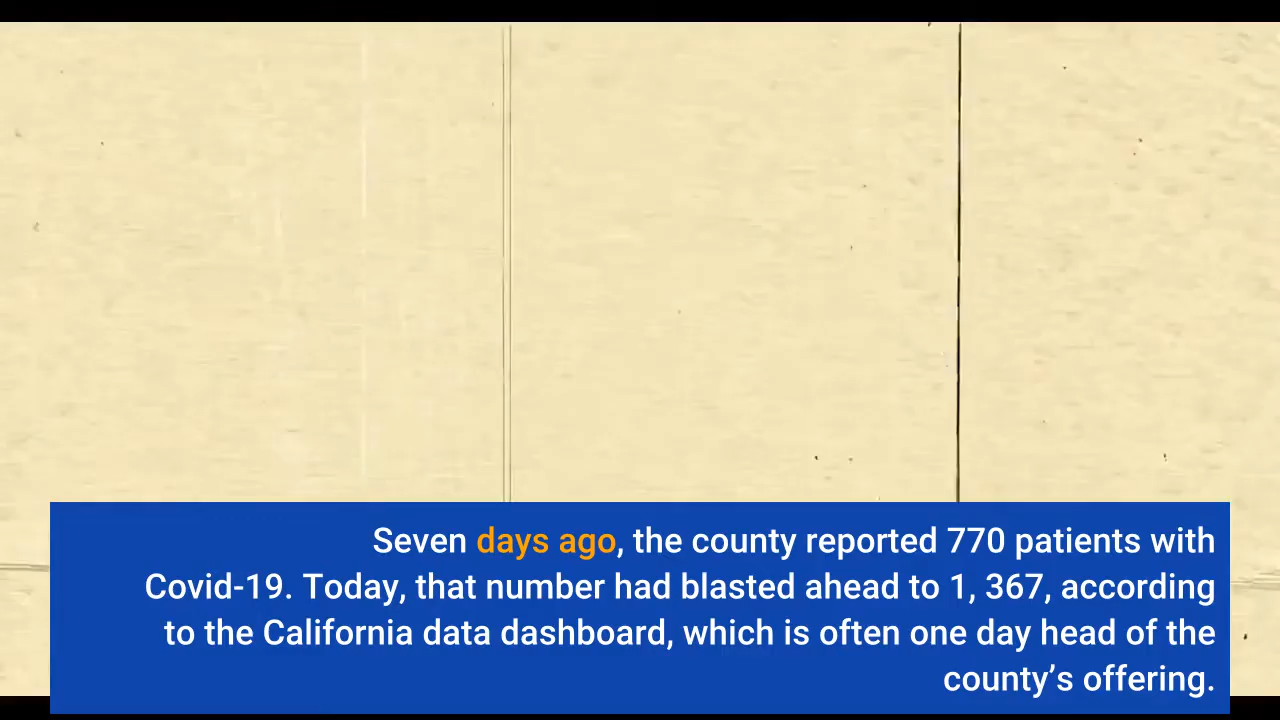 Seven days ago, the county reported 770 patients with
Covid-19. Today, that number had blasted ahead to 1, 367, according
to the California data dashboard, which is often one day head of the
county’s offering.